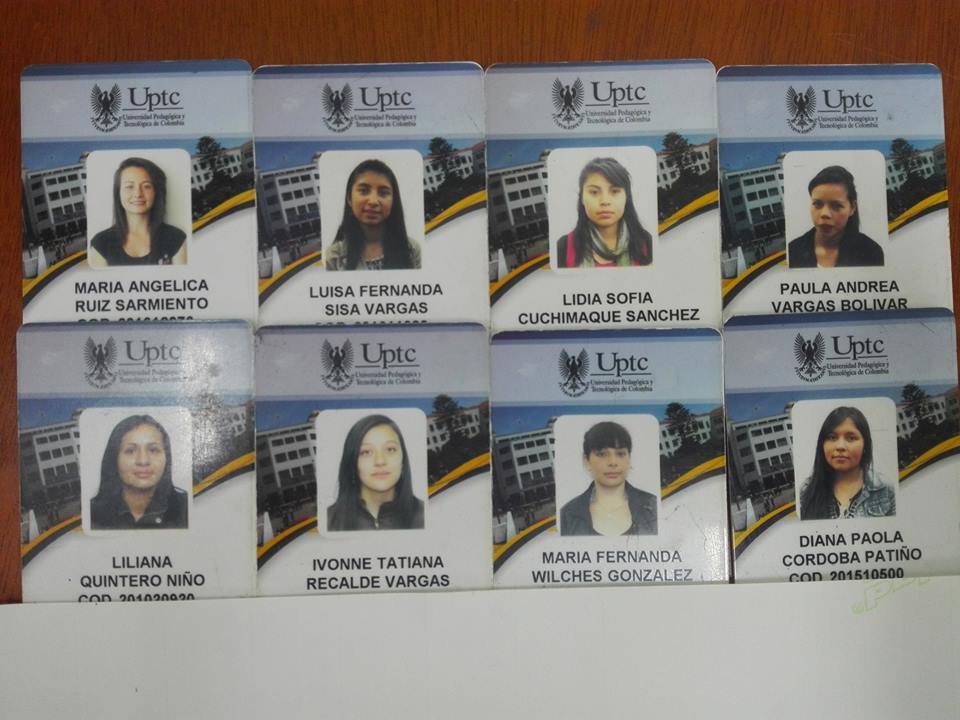 Uptc
Universidad Pedagógica y
Tecnológica de Colombia
MARIA ANGELICA
RUIZ SARMIENTO
Uptc
Universidad Pedagógica y
Tecnológica de Colombia
LUISA FERNANDA
SISA VARGAS
Uptc
Universidad Pedagógica y
Tecnológica de Colombia
LIDIA SOFIA
CUCHIMAQUE SANCHEZ
Uptc
Universidad Pedagógica y
Tecnológica de Colombia
PAULA ANDREA
VARGAS BOLIVAR
Uptc
Universidad Pedagógica y
Tecnológica de Colombia
LILIANA
QUINTERO NIÑO
COD
Uptc
Universidad Pedagógica y
Tecnológica de Colombia
IVONNE TATIANA
RECALDE VARGAS
Uptc
Universidad Pedagógica y
Tecnológica de Colombia
MARIA FERNANDA
WILCHES GONZALEZ
Uptc
Universidad Pedagógica y
Tecnológica de Colombia
DIANA PAOLA
CORDOBA PATIÑO
COD 201510500